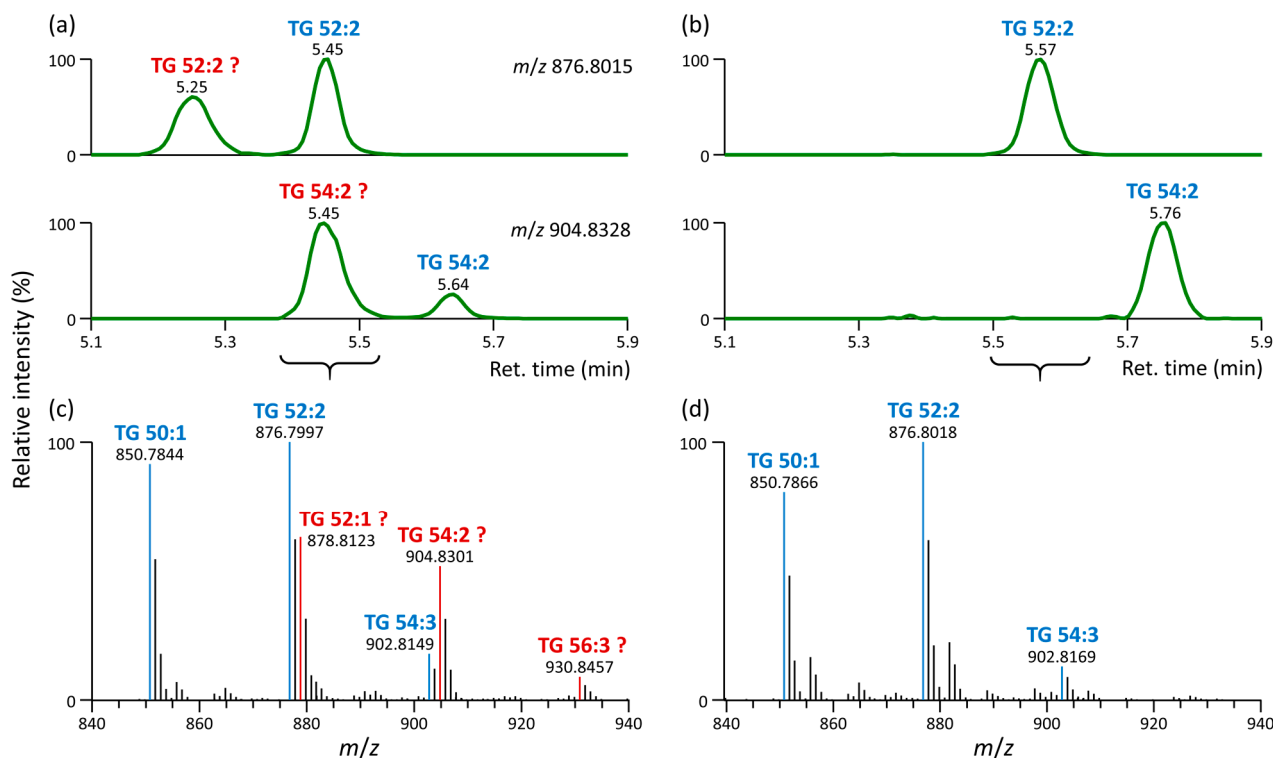 (a)
TG 52:2
5.45
TG 52:2 ?
5.25
m/z 876.8015
100
0
TG 54:2 ?
5.45
m/z 904.8328
TG 54:2
5.64
100
0
5.1 5.3 5.5 5.7 5.9
Ret. time (min)
(b)
TG 52:2
5.57
100
0
TG 54:2
5.76
100
0
5.1 5.3 5.5 5.7 5.9
Ret. time (min)
Relative intensity (%)
(c)
TG 52:2
876.7997
TG 50:1
850.7844
TG 52:1 ?
878.8123
TG 54:2 ?
904.8301
TG 54:3
902.8149
TG 56:3 ?
930.8457
100
0
840 860 880 900 920 940
m/z
(d)
TG 52:2
876.8018
TG 50:1
850.7866
TG 54:3
902.8169
100
0
840 860 880 900 920 940
m/z